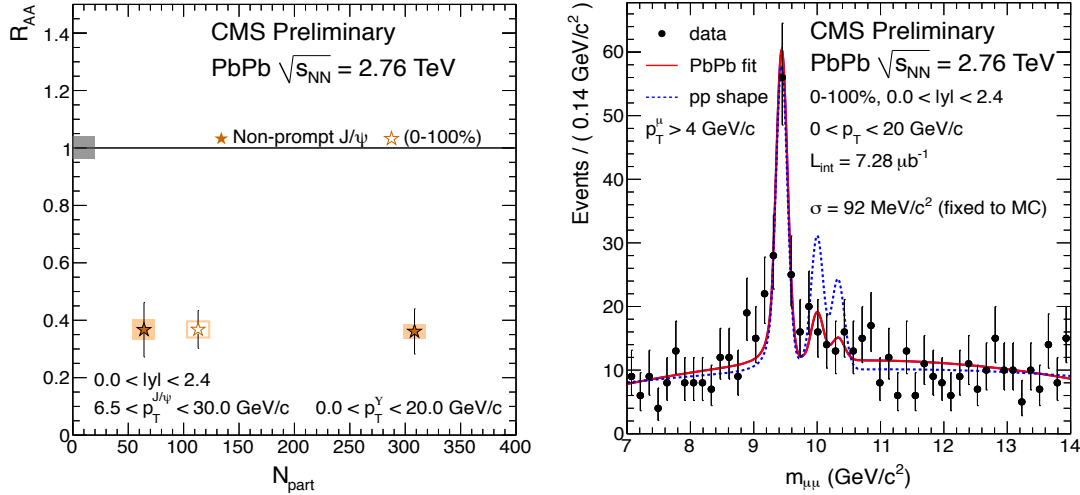 CMS Preliminary
PbPb √s_NN = 2.76 TeV
★ Non-prompt J/ψ ☆ (0-100%)
0.0 < |y| < 2.4
6.5 < p_T^J/ψ < 30.0 GeV/c
0.0 < p_T^Υ < 20.0 GeV/c
R_AA
0
0.2
0.4
0.6
0.8
1
1.2
1.4
0 50 100 150 200 250 300 350 400
N_part
CMS Preliminary
PbPb √s_NN = 2.76 TeV
data
PbPb fit
pp shape
p_T^μ > 4 GeV/c
0-100%, 0.0 < |y| < 2.4
0 < p_T < 20 GeV/c
L_int = 7.28 μb⁻¹
σ = 92 MeV/c² (fixed to MC)
Events / ( 0.14 GeV/c² )
0
10
20
30
40
50
60
7 8 9 10 11 12 13 14
m_μμ (GeV/c²)